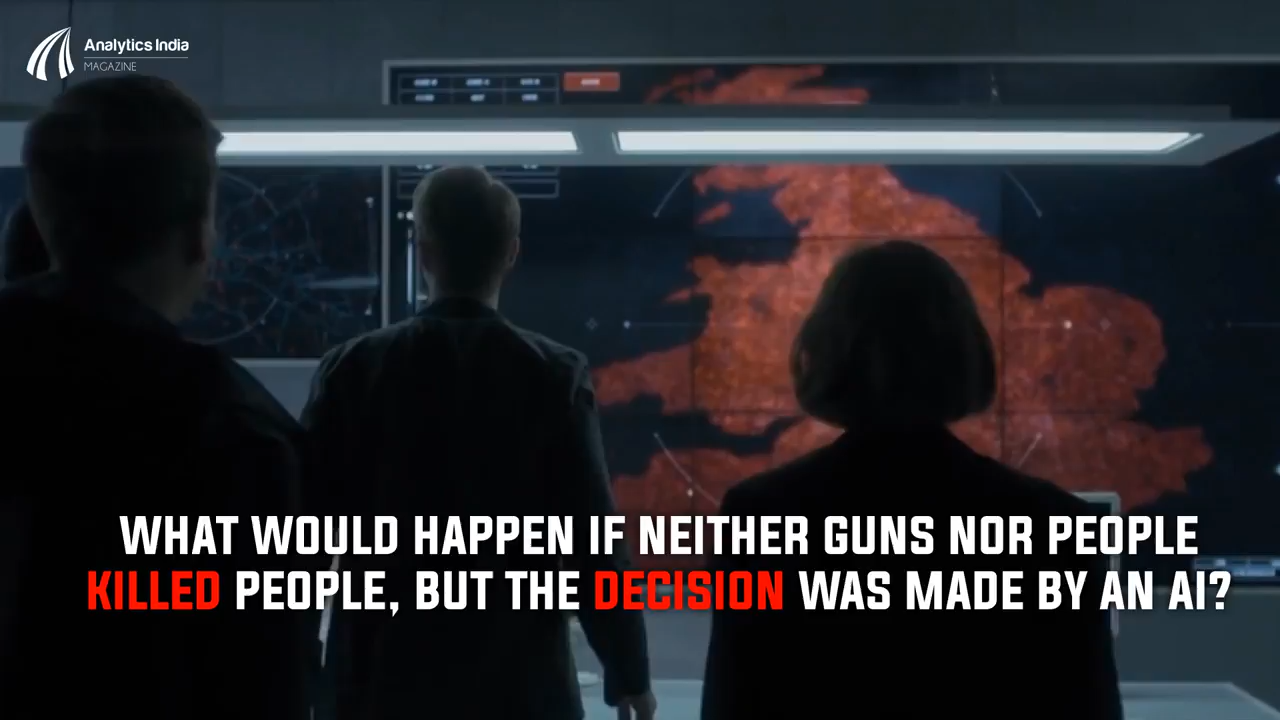 Analytics India
MAGAZINE
WHAT WOULD HAPPEN IF NEITHER GUNS NOR PEOPLE
KILLED PEOPLE, BUT THE DECISION WAS MADE BY AN AI?